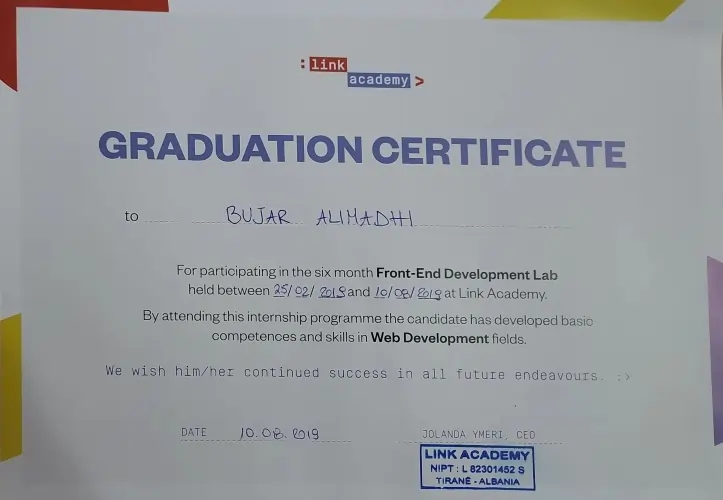 :link
academy>
GRADUATION CERTIFICATE
to BUJAR ALIMADHI
For participating in the six month Front-End Development Lab
held between 25/02/2019 and 10/08/2019 at Link Academy.
By attending this internship programme the candidate has developed basic
competences and skills in Web Development fields.
We wish him/her continued success in all future endeavours. :>
DATE 10.08.2019
JOLANDA YMERI, CEO
LINK ACADEMY
NIPT : L 82301452 S
TIRANË - ALBANIA